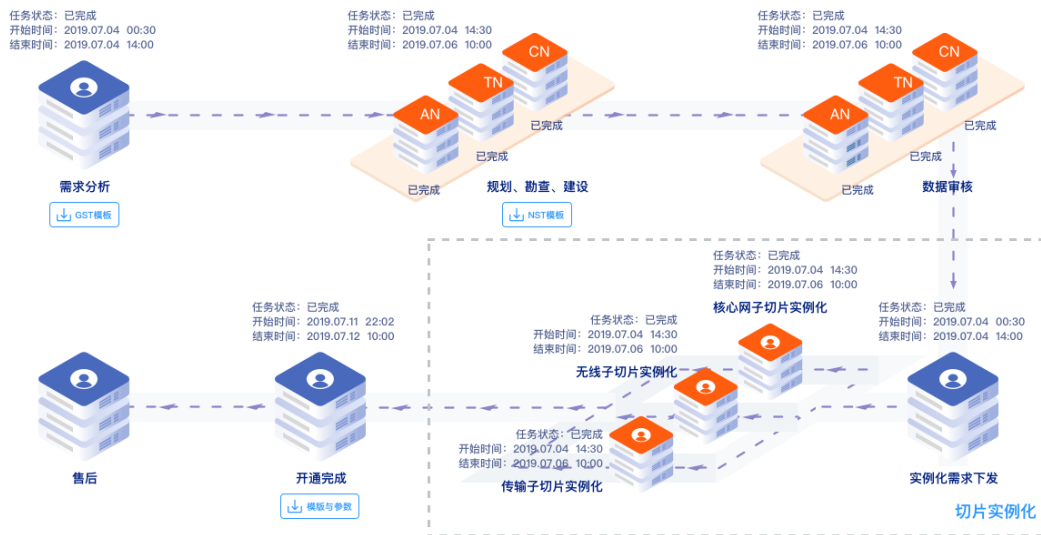 任务状态：已完成
开始时间：2019.07.04 00:30
结束时间：2019.07.04 14:00
需求分析
GST模板
任务状态：已完成
开始时间：2019.07.04 14:30
结束时间：2019.07.06 10:00
CN
TN
AN
已完成
已完成
已完成
规划、勘查、建设
NST模板
任务状态：已完成
开始时间：2019.07.04 14:30
结束时间：2019.07.06 10:00
CN
TN
AN
已完成
已完成
已完成
数据审核
任务状态：已完成
开始时间：2019.07.04 14:30
结束时间：2019.07.06 10:00
核心网子切片实例化
任务状态：已完成
开始时间：2019.07.04 00:30
结束时间：2019.07.04 14:00
实例化需求下发
任务状态：已完成
开始时间：2019.07.04 14:30
结束时间：2019.07.06 10:00
无线子切片实例化
任务状态：已完成
开始时间：2019.07.04 14:30
结束时间：2019.07.06 10:00
传输子切片实例化
切片实例化
任务状态：已完成
开始时间：2019.07.11 22:02
结束时间：2019.07.12 10:00
开通完成
模版与参数
售后